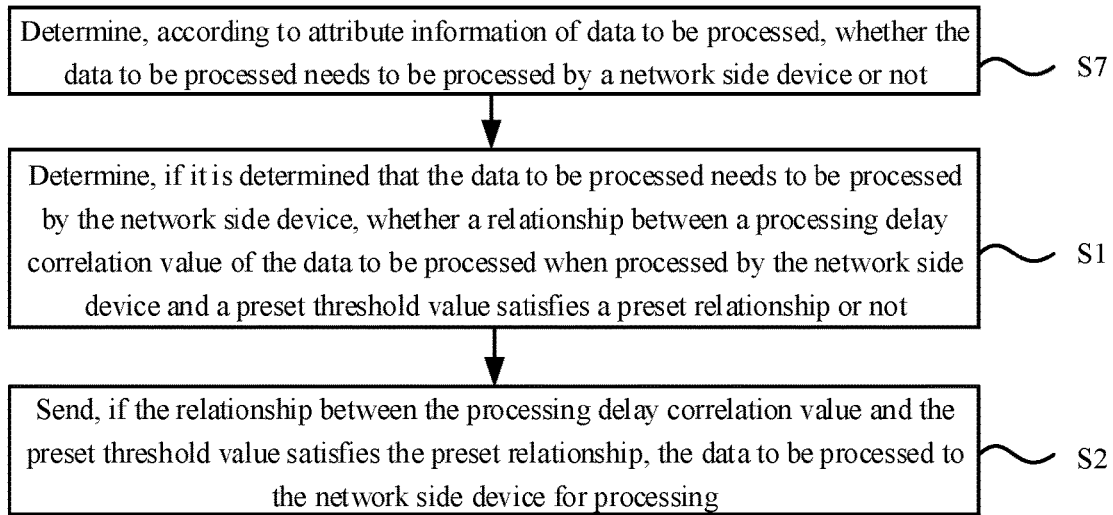 Determine, according to attribute information of data to be processed, whether the
data to be processed needs to be processed by a network side device or not
S7
Determine, if it is determined that the data to be processed needs to be processed
by the network side device, whether a relationship between a processing delay
correlation value of the data to be processed when processed by the network side
device and a preset threshold value satisfies a preset relationship or not
S1
Send, if the relationship between the processing delay correlation value and the
preset threshold value satisfies the preset relationship, the data to be processed to
the network side device for processing
S2